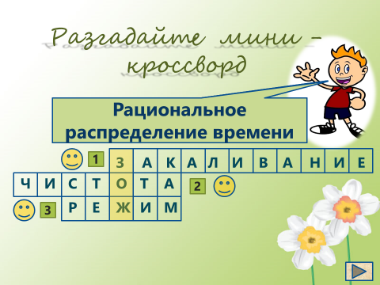 Разгадайте мини -
кроссворд
Рациональное
распределение времени
1 ЗАКАЛИВАНИЕ
ЧИСТОТА 2
3 РЕЖИМ